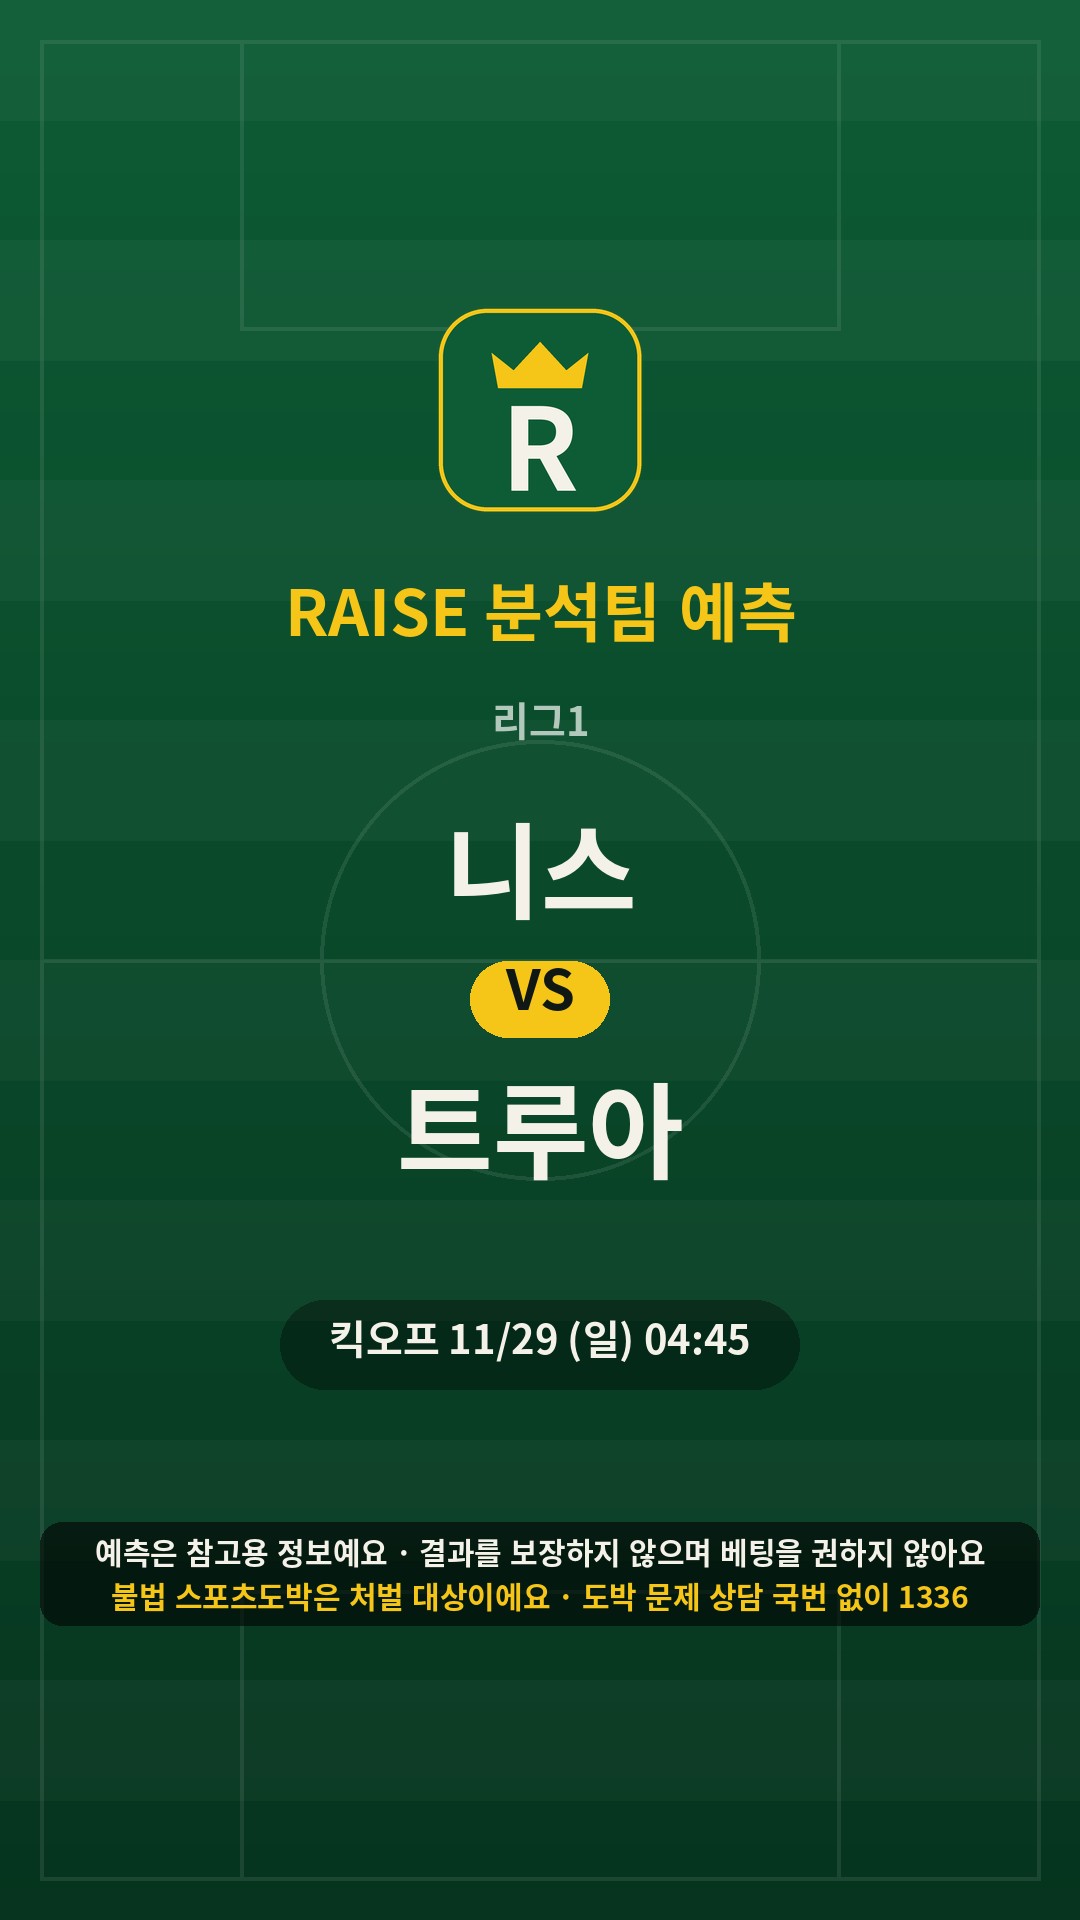 R
RAISE 분석팀 예측
리그1
니스
VS
트루아
킥오프 11/29 (일) 04:45
예측은 참고용 정보예요 · 결과를 보장하지 않으며 베팅을 권하지 않아요
불법 스포츠도박은 처벌 대상이에요 · 도박 문제 상담 국번 없이 1336